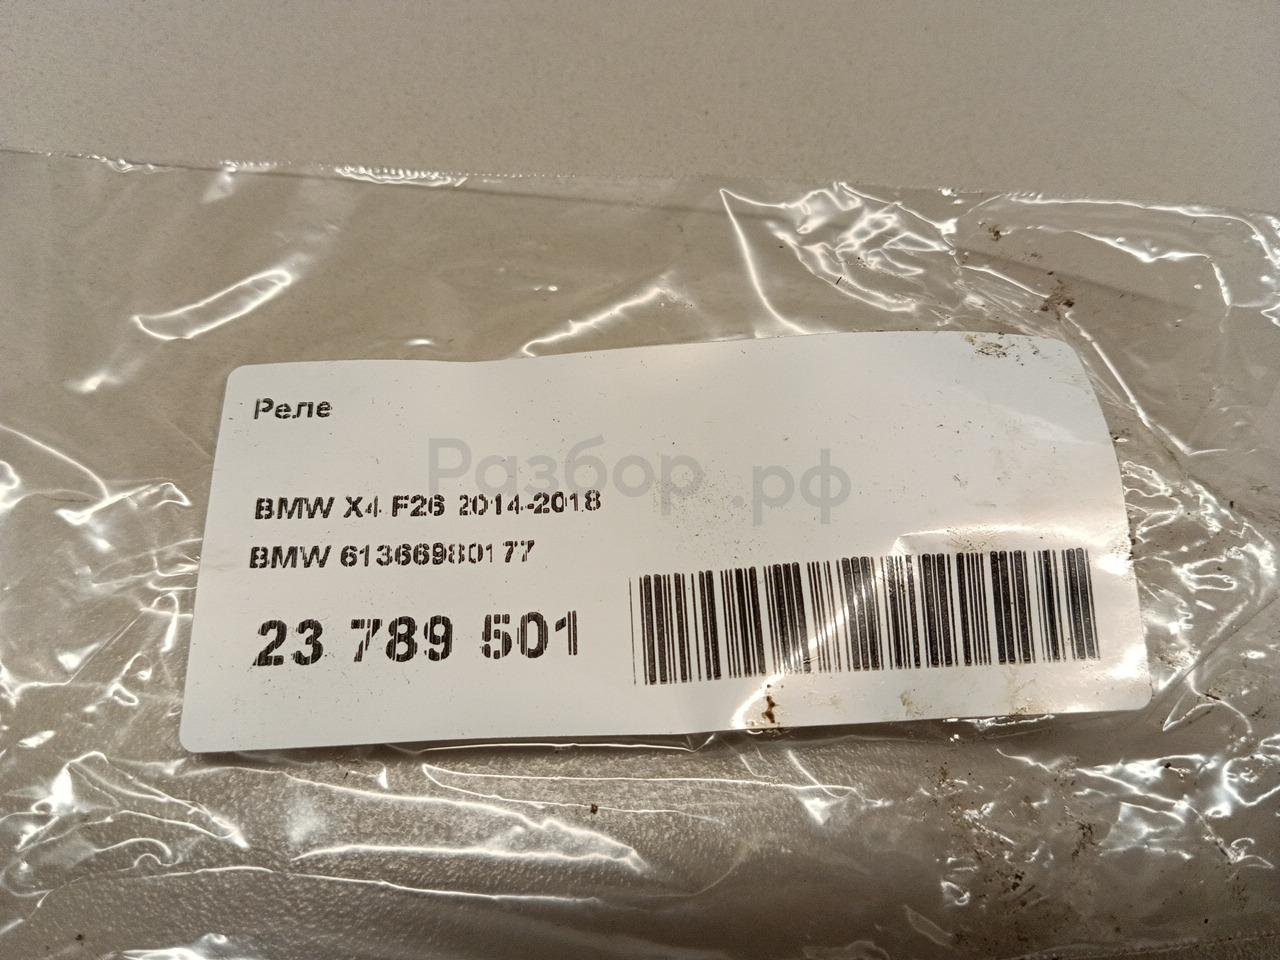 Реле
Разбор.рф
BMW X4 F26 2014-2018
BMW 61366980177
23 789 501